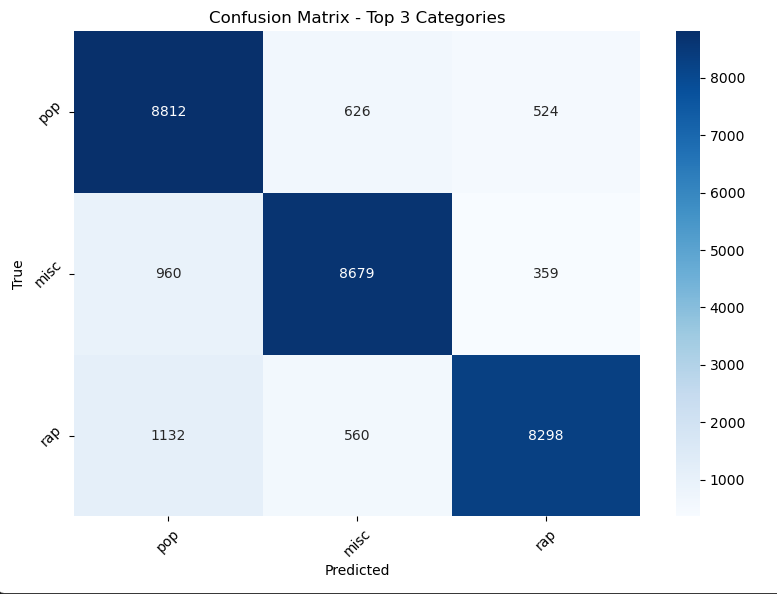 Confusion Matrix - Top 3 Categories
pop 8812 626 524
misc 960 8679 359
rap 1132 560 8298
pop misc rap
Predicted
True
8000
7000
6000
5000
4000
3000
2000
1000